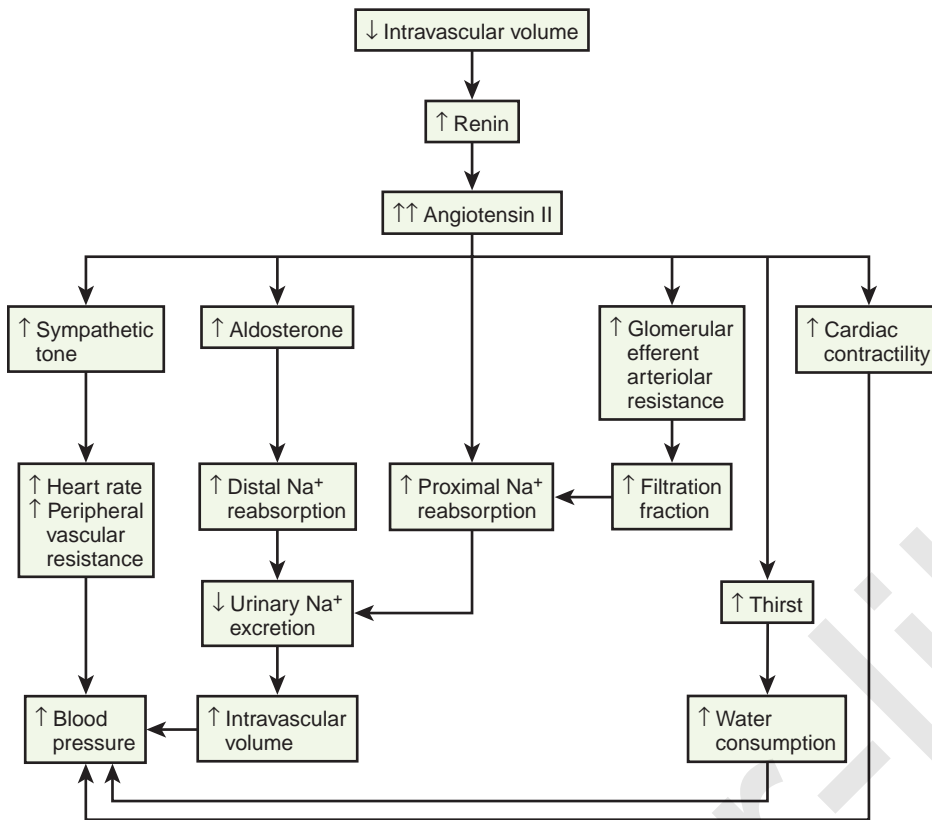 ↓ Intravascular volume
↑ Renin
↑↑ Angiotensin II
↑ Sympathetic
tone
↑ Aldosterone
↑ Glomerular
efferent
arteriolar
resistance
↑ Cardiac
contractility
↑ Heart rate
↑ Peripheral
vascular
resistance
↑ Distal Na⁺
reabsorption
↑ Proximal Na⁺
reabsorption
↑ Filtration
fraction
↓ Urinary Na⁺
excretion
↑ Thirst
↑ Blood
pressure
↑ Intravascular
volume
↑ Water
consumption